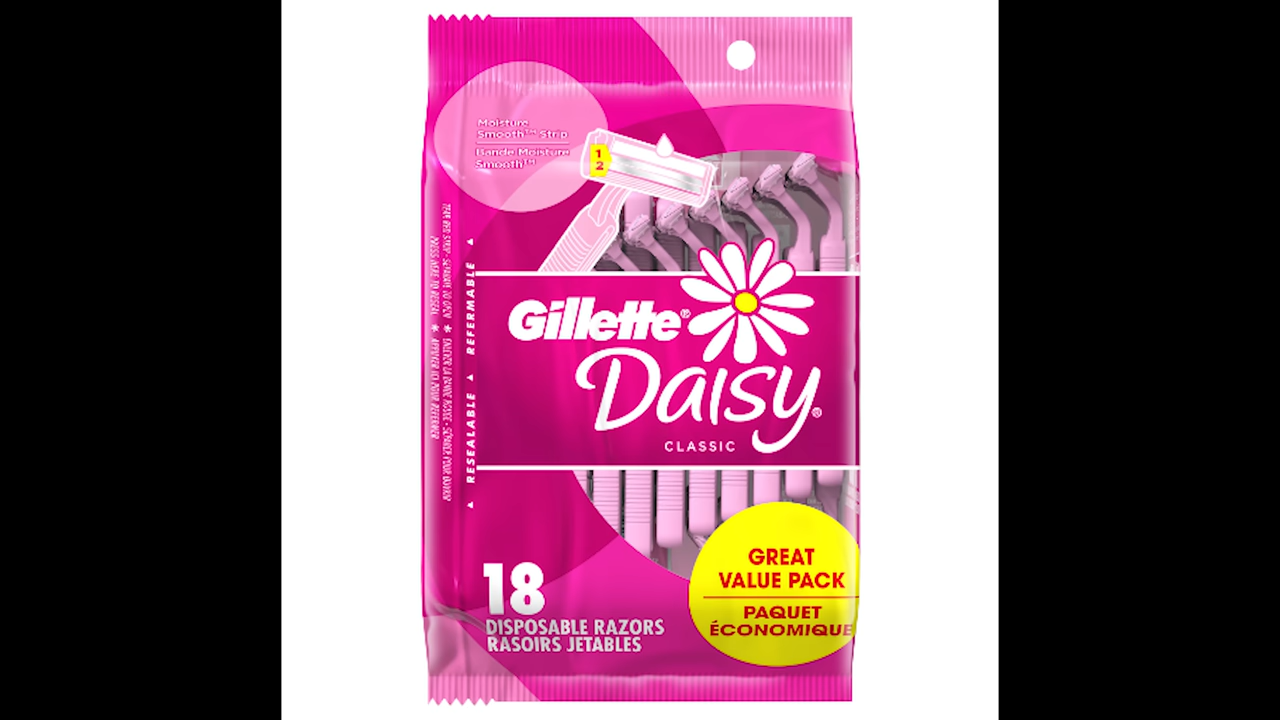 Moisture
Smooth™ Strip
Bande Moisture
Smooth™
1
2
Gillette®
Daisy®
CLASSIC
▲ RESEALABLE ▲ REFERMABLE ▲
GREAT
VALUE PACK
PAQUET
ÉCONOMIQUE
18
DISPOSABLE RAZORS
RASOIRS JETABLES